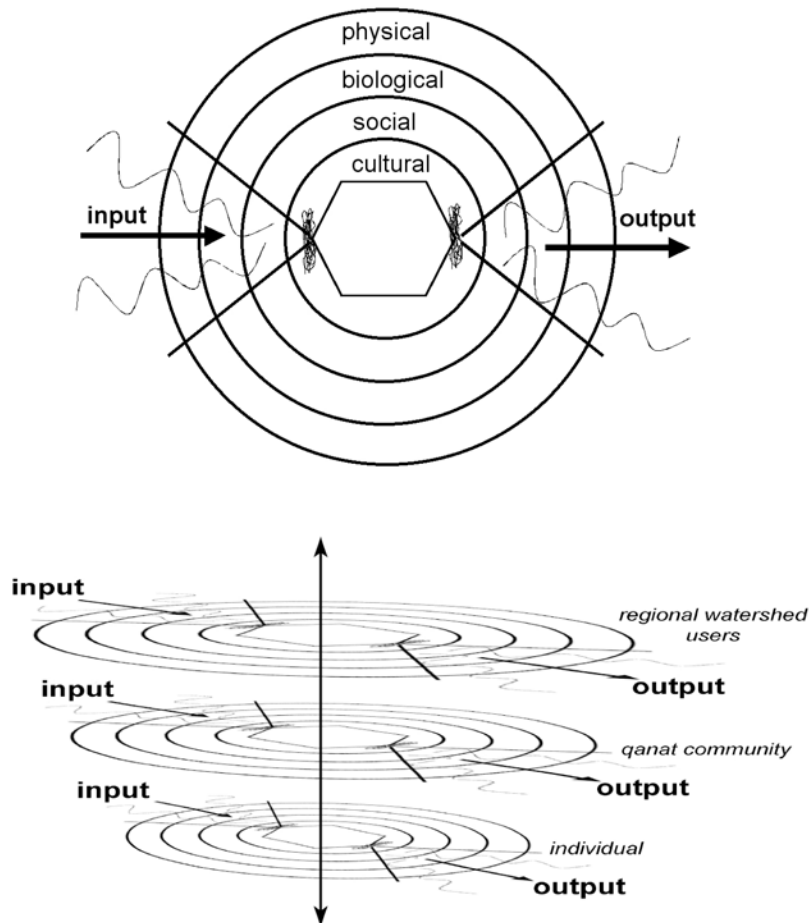 physical
biological
social
cultural
input
output
input
regional watershed
users
output
input
qanat community
output
input
individual
output